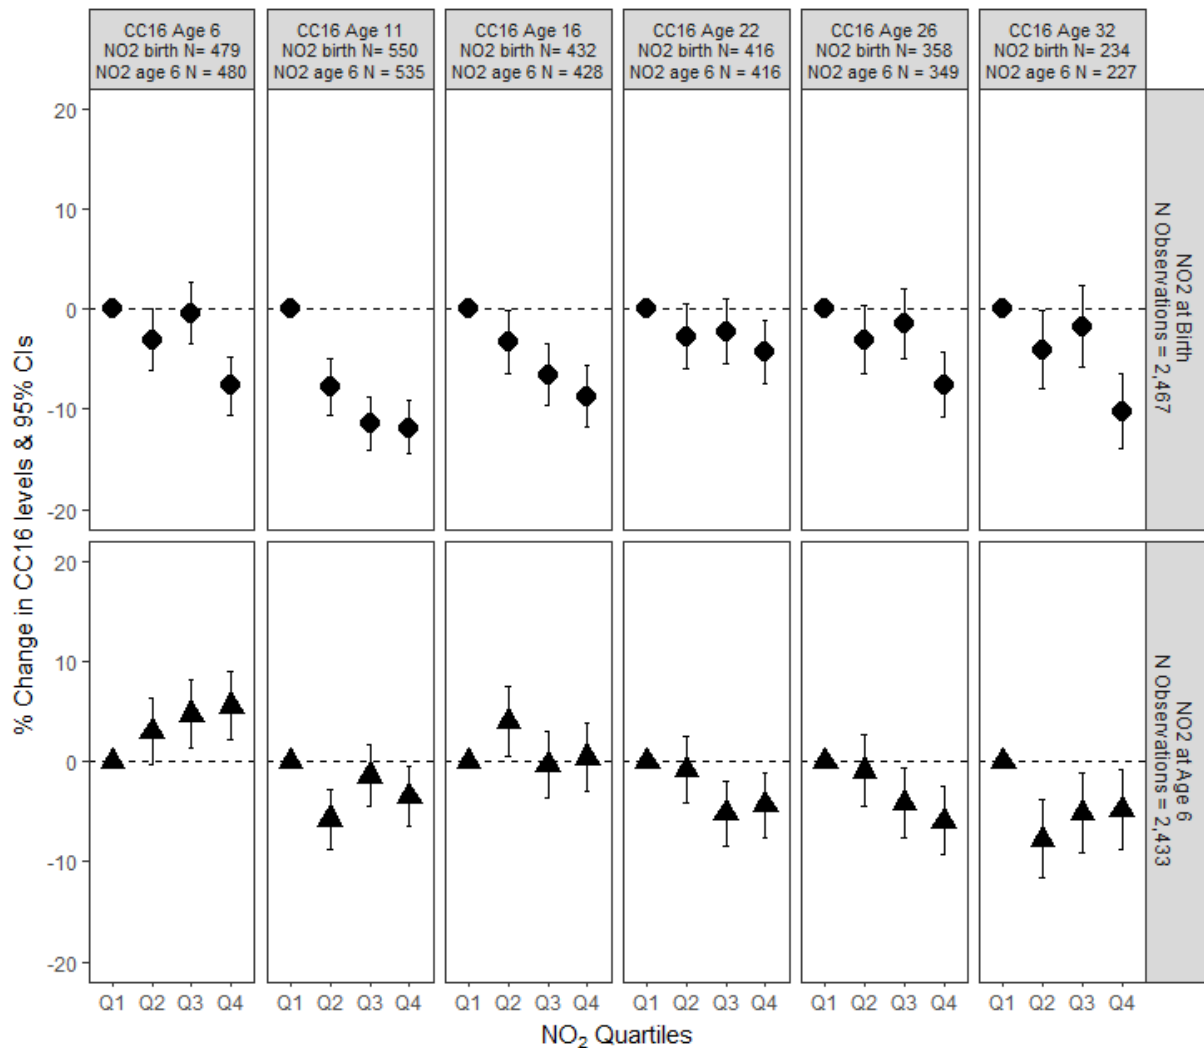 CC16 Age 6
NO2 birth N= 479
NO2 age 6 N = 480
CC16 Age 11
NO2 birth N= 550
NO2 age 6 N = 535
CC16 Age 16
NO2 birth N= 432
NO2 age 6 N = 428
CC16 Age 22
NO2 birth N= 416
NO2 age 6 N = 416
CC16 Age 26
NO2 birth N= 358
NO2 age 6 N = 349
CC16 Age 32
NO2 birth N= 234
NO2 age 6 N = 227
% Change in CC16 levels & 95% CIs
20
10
0
-10
-20
NO2 at Birth
N Observations = 2,467
20
10
0
-10
-20
NO2 at Age 6
N Observations = 2,433
Q1 Q2 Q3 Q4 Q1 Q2 Q3 Q4 Q1 Q2 Q3 Q4 Q1 Q2 Q3 Q4 Q1 Q2 Q3 Q4 Q1 Q2 Q3 Q4
NO₂ Quartiles